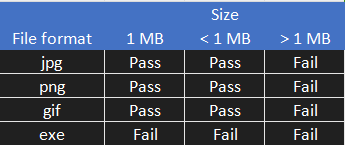 Size
File format 1 MB < 1 MB > 1 MB
jpg Pass Pass Fail
png Pass Pass Fail
gif Pass Pass Fail
exe Fail Fail Fail